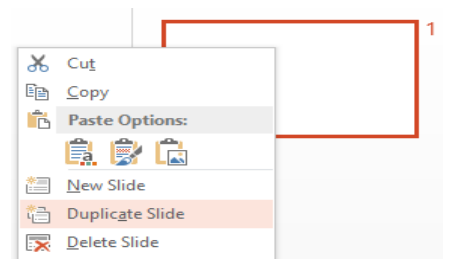 1
Cut
Copy
Paste Options:
New Slide
Duplicate Slide
Delete Slide